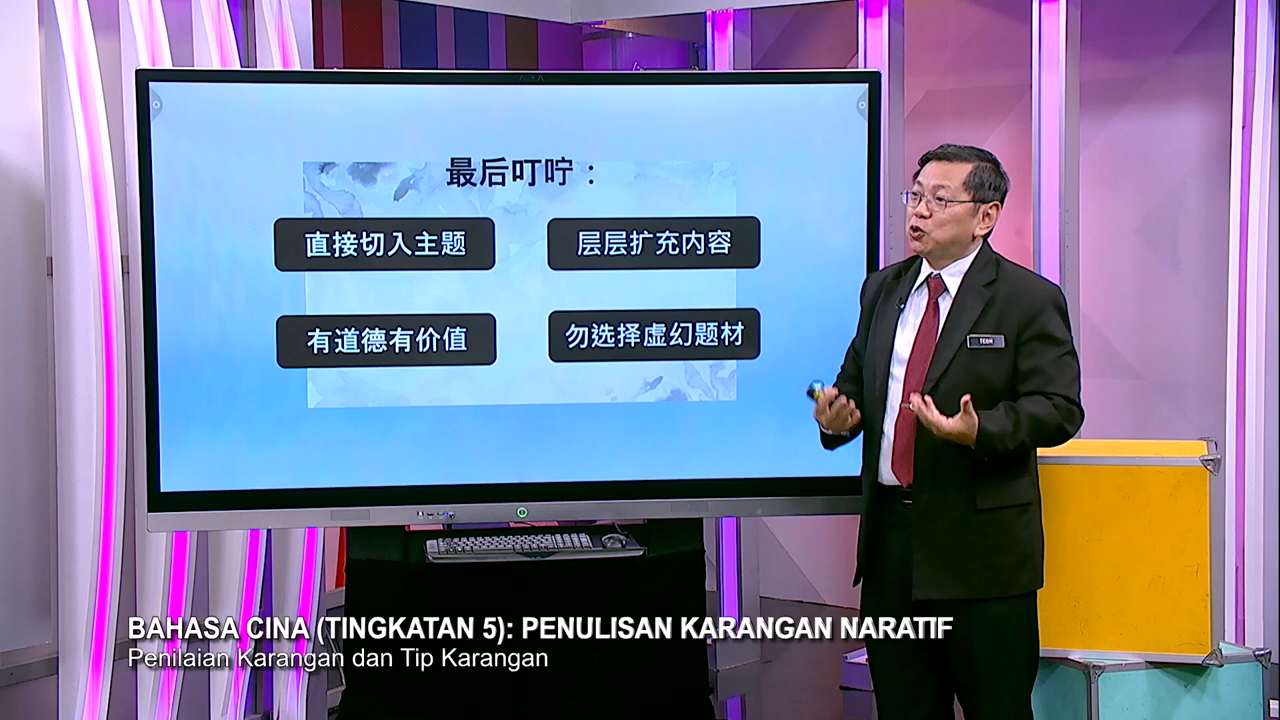 最后叮咛：
直接切入主题
层层扩充内容
有道德有价值
勿选择虚幻题材
TEOH
BAHASA CINA (TINGKATAN 5): PENULISAN KARANGAN NARATIF
Penilaian Karangan dan Tip Karangan